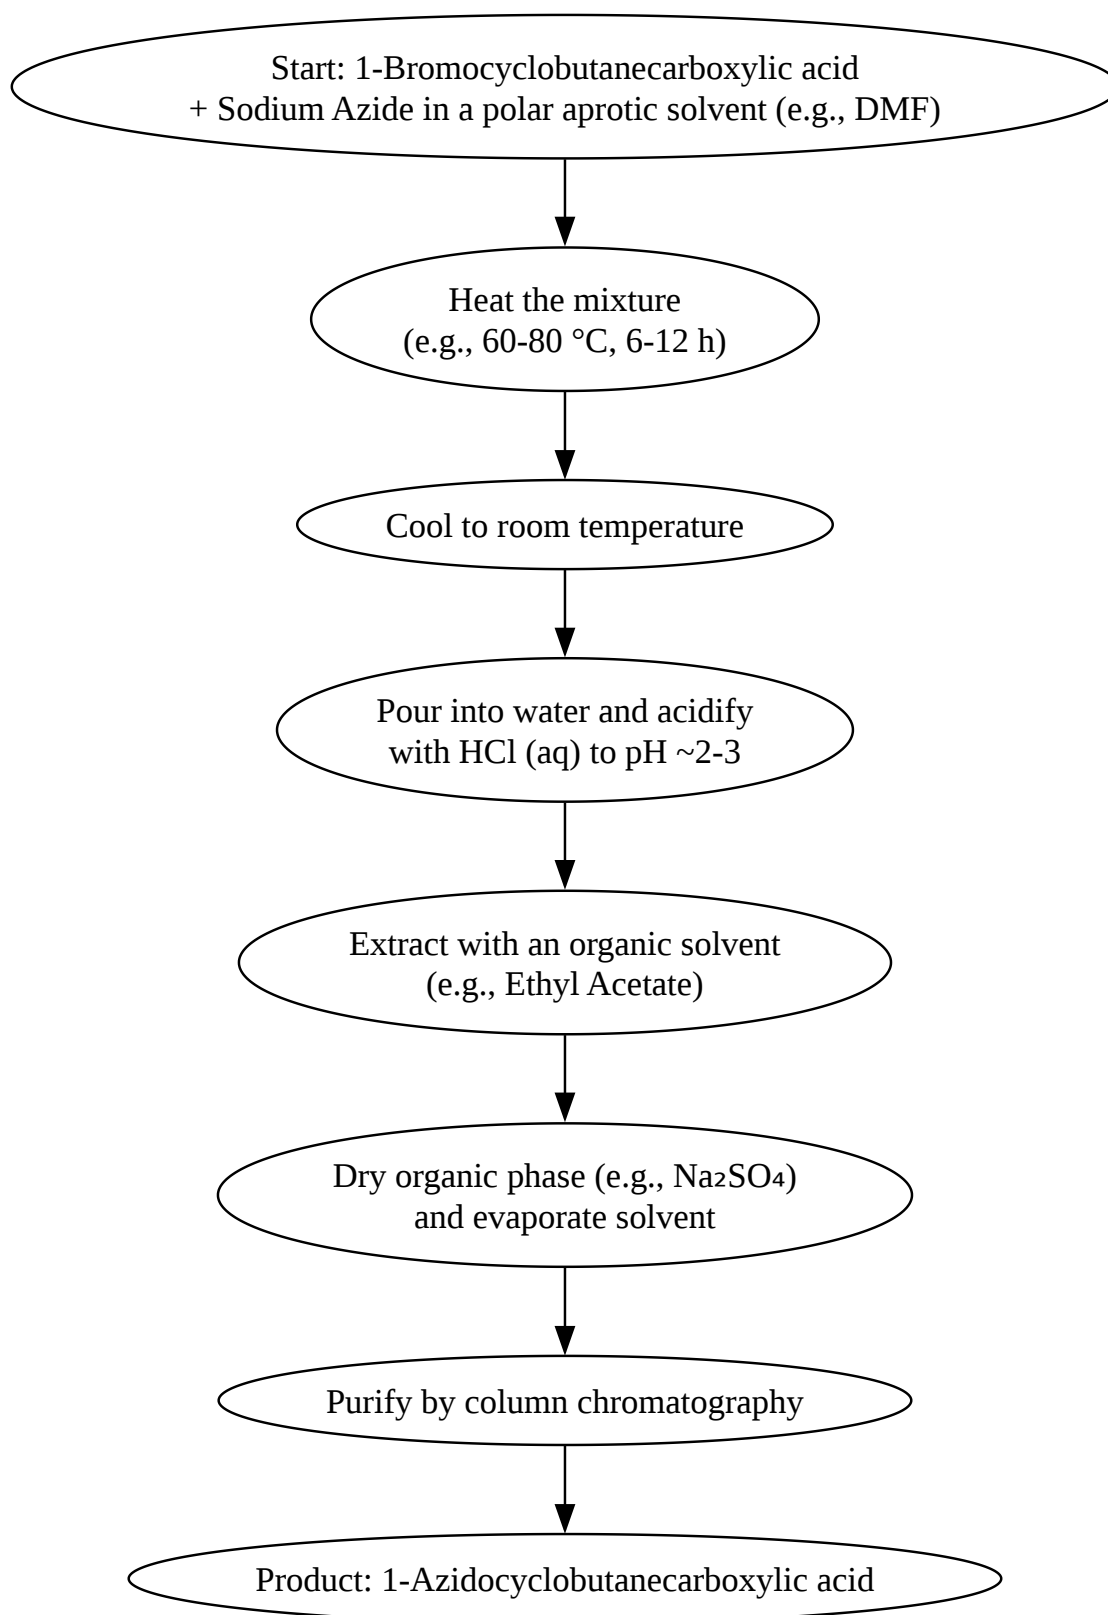 Start: 1-Bromocyclobutanecarboxylic acid
+ Sodium Azide in a polar aprotic solvent (e.g., DMF)
Heat the mixture
(e.g., 60-80 °C, 6-12 h)
Cool to room temperature
Pour into water and acidify
with HCl (aq) to pH ~2-3
Extract with an organic solvent
(e.g., Ethyl Acetate)
Dry organic phase (e.g., Na₂SO₄)
and evaporate solvent
Purify by column chromatography
Product: 1-Azidocyclobutanecarboxylic acid